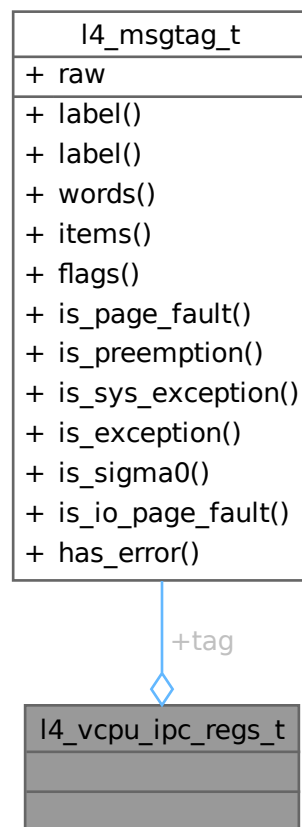 l4_msgtag_t
+ raw
+ label()
+ label()
+ words()
+ items()
+ flags()
+ is_page_fault()
+ is_preemption()
+ is_sys_exception()
+ is_exception()
+ is_sigma0()
+ is_io_page_fault()
+ has_error()
+tag
l4_vcpu_ipc_regs_t